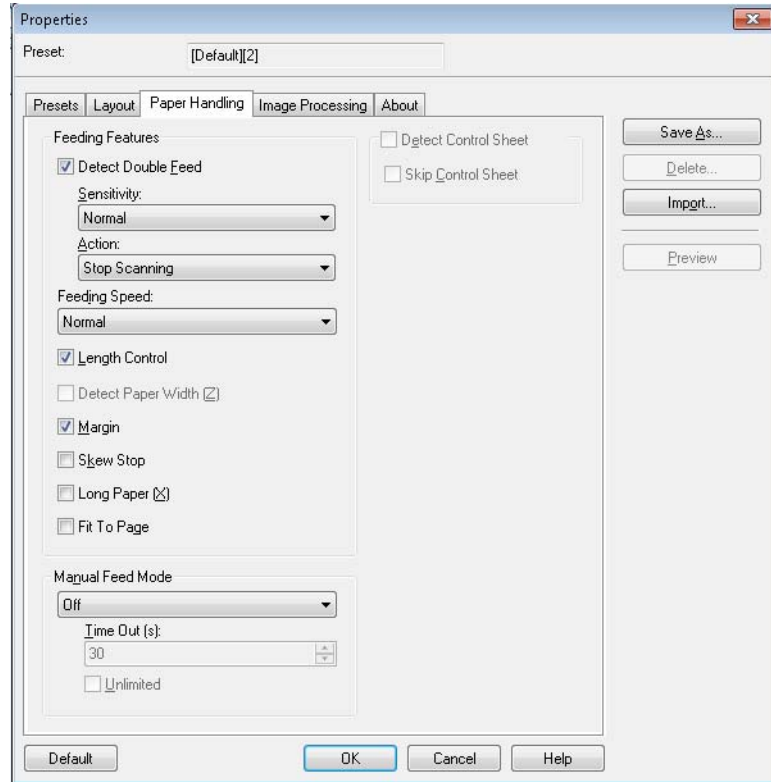 Properties
Preset: [Default][2]
Presets Layout Paper Handling Image Processing About
Feeding Features
Detect Double Feed
Sensitivity:
Normal
Action:
Stop Scanning
Feeding Speed:
Normal
Length Control
Detect Paper Width (Z)
Margin
Skew Stop
Long Paper (X)
Fit To Page
Manual Feed Mode
Off
Time Out (s):
30
Unlimited
Detect Control Sheet
Skip Control Sheet
Save As...
Delete...
Import...
Preview
Default OK Cancel Help